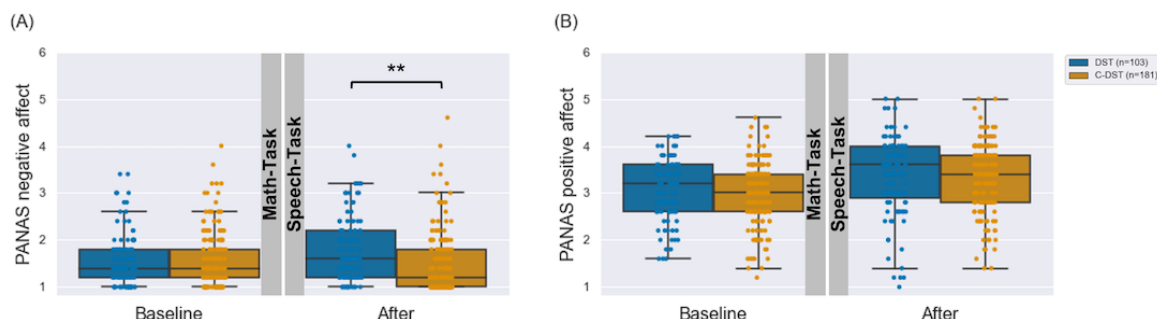 (A)
PANAS negative affect
6
5
4
3
2
1
Math-Task
Speech-Task
**
Baseline
After
(B)
PANAS positive affect
6
5
4
3
2
1
Math-Task
Speech-Task
Baseline
After
DST (n=103)
C-DST (n=181)